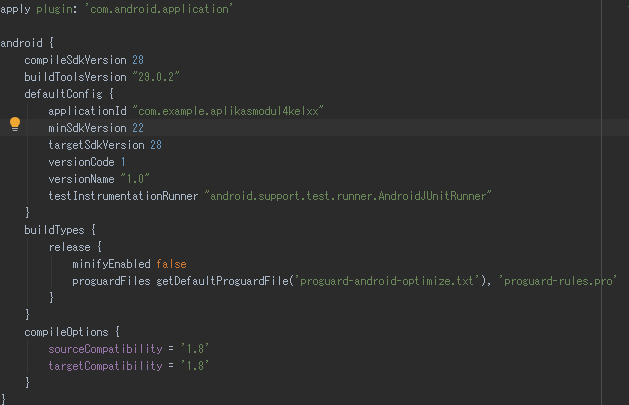 apply plugin: 'com.android.application'
android {
compileSdkVersion 28
buildToolsVersion "29.0.2"
defaultConfig {
applicationId "com.example.aplikasmodul4kelxx"
minSdkVersion 22
targetSdkVersion 28
versionCode 1
versionName "1.0"
testInstrumentationRunner "android.support.test.runner.AndroidJUnitRunner"
}
buildTypes {
release {
minifyEnabled false
proguardFiles getDefaultProguardFile('proguard-android-optimize.txt'), 'proguard-rules.pro'
}
}
compileOptions {
sourceCompatibility = '1.8'
targetCompatibility = '1.8'
}
}